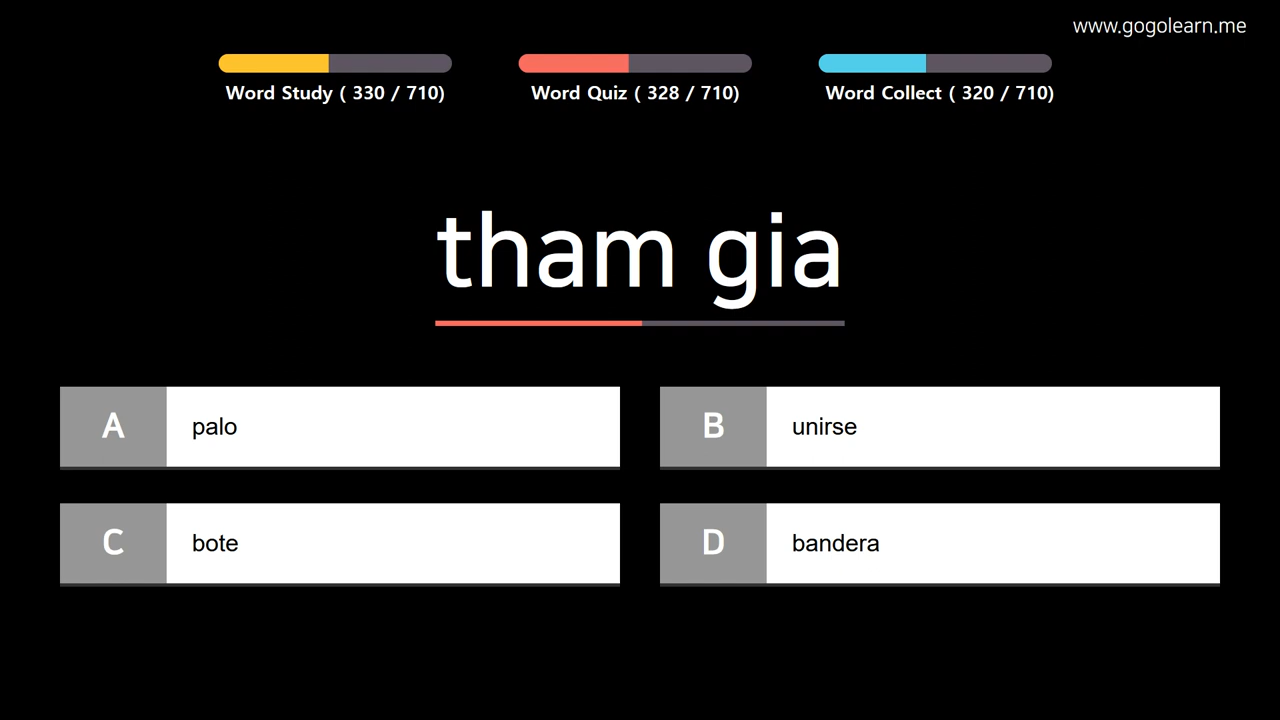 www.gogolearn.me
Word Study ( 330 / 710)
Word Quiz ( 328 / 710)
Word Collect ( 320 / 710)
tham gia
A palo
B unirse
C bote
D bandera